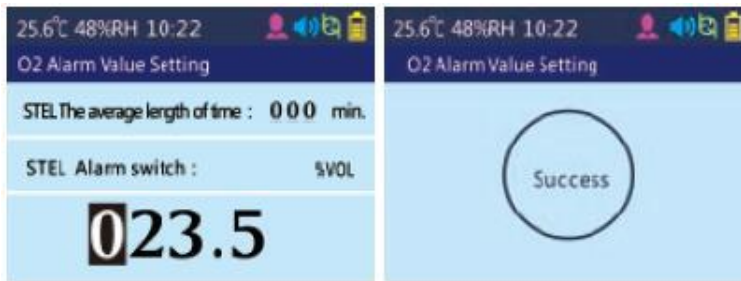 25.6℃ 48%RH 10:22
O2 Alarm Value Setting
STEL The average length of time : 000 min.
STEL Alarm switch : %VOL
023.5
25.6℃ 48%RH 10:22
O2 Alarm Value Setting
Success